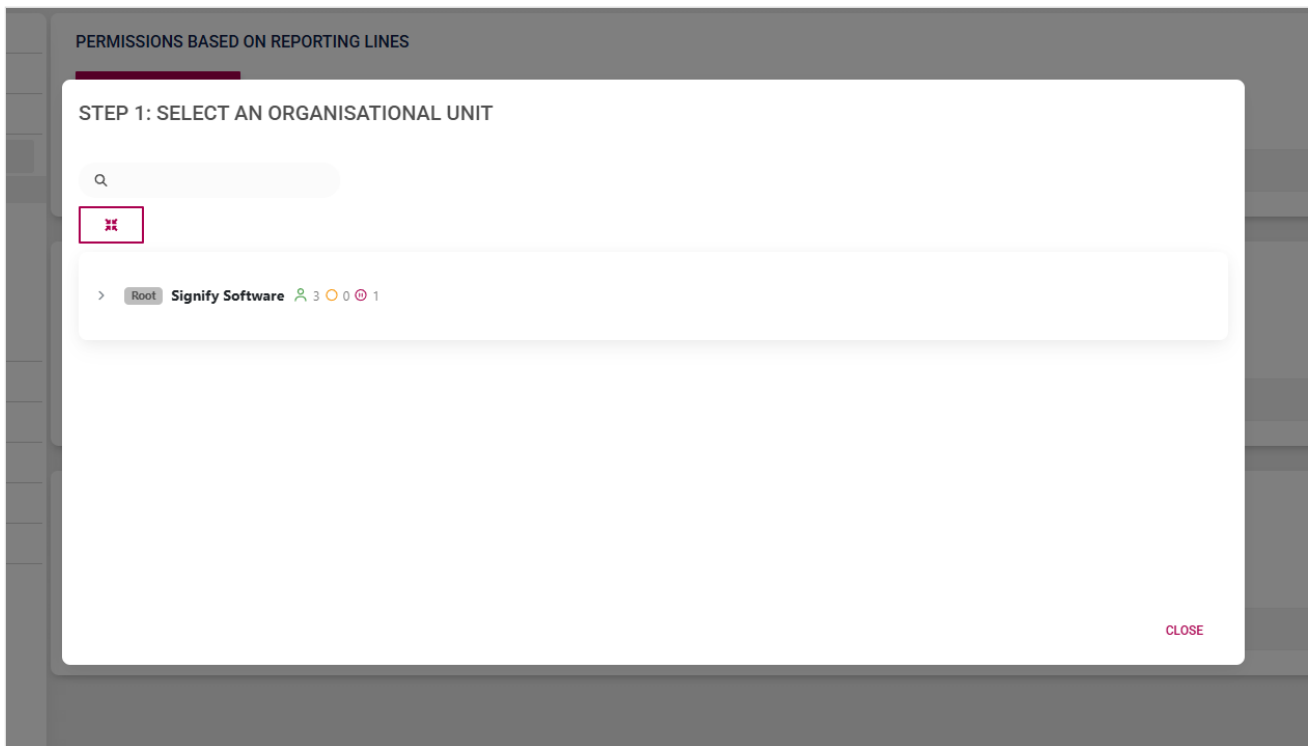 PERMISSIONS BASED ON REPORTING LINES
STEP 1: SELECT AN ORGANISATIONAL UNIT
Root Signify Software 3 0 1
CLOSE